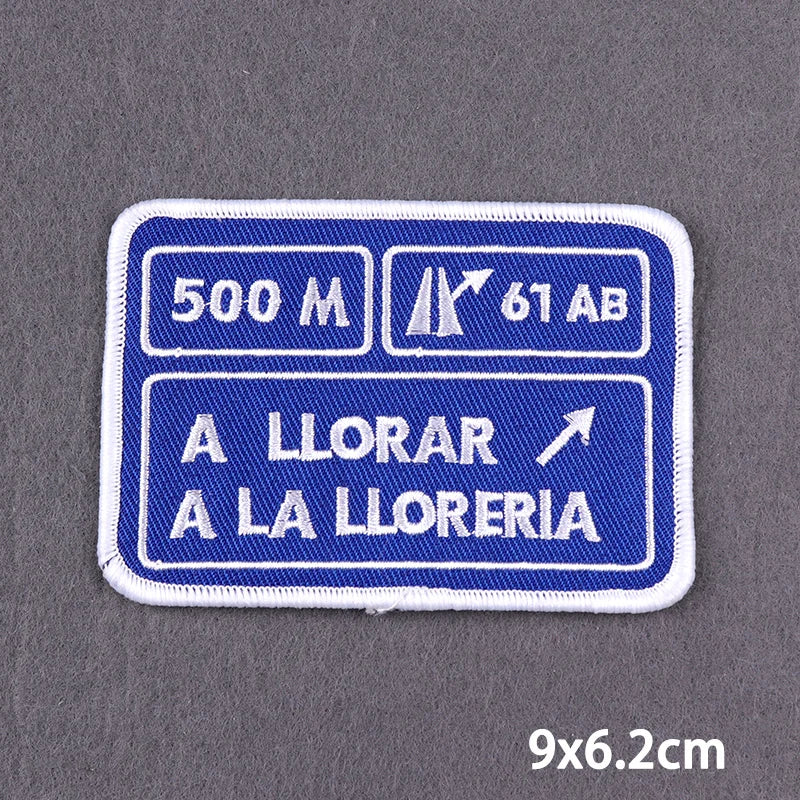 500 M
61 AB
A LLORAR
A LA LLORERIA
9x6.2cm